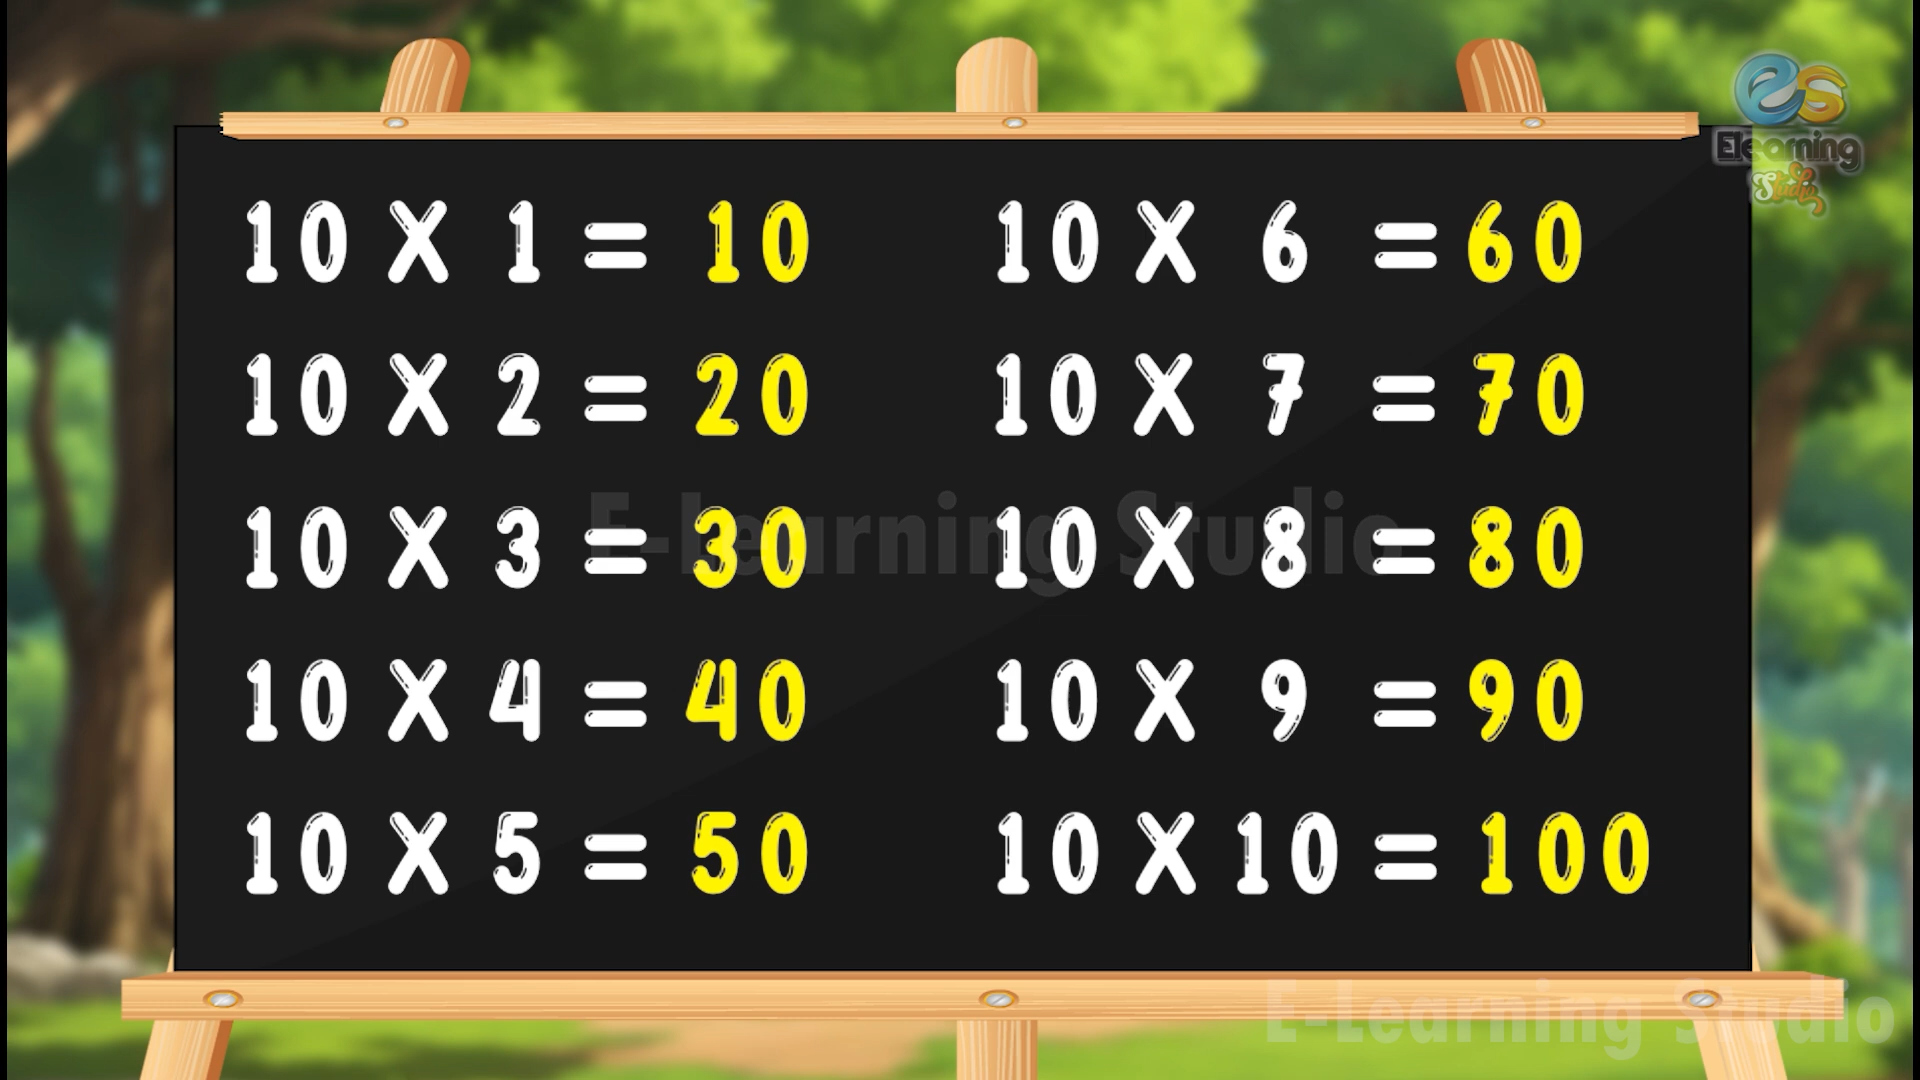 10 X 1 = 10
10 X 2 = 20
10 X 3 = 30
10 X 4 = 40
10 X 5 = 50
10 X 6 = 60
10 X 7 = 70
10 X 8 = 80
10 X 9 = 90
10 X 10 = 100
es
Elearning
Studio
E-Learning Studio
E-Learning Studio